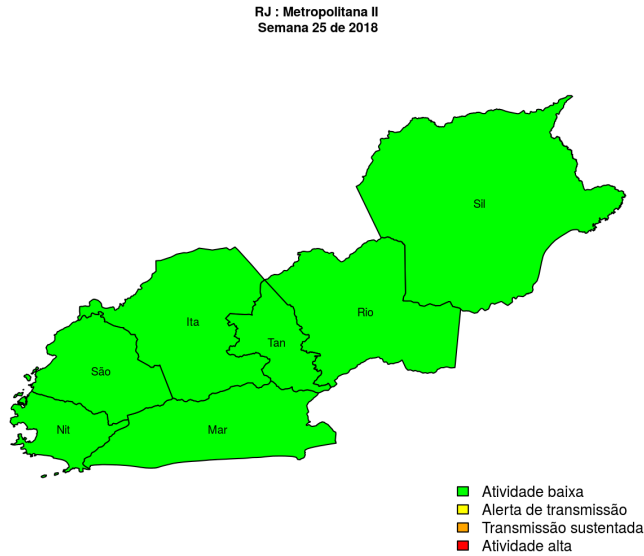 RJ : Metropolitana II
Semana 25 de 2018
Sil
Rio
Ita
Tan
São
Nit
Mar
Atividade baixa
Alerta de transmissão
Transmissão sustentada
Atividade alta